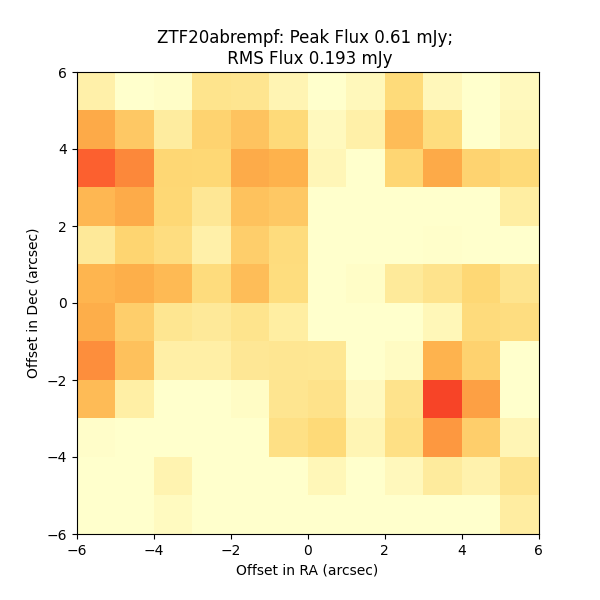 ZTF20abrempf: Peak Flux 0.61 mJy;
RMS Flux 0.193 mJy
6
4
2
0
−2
−4
−6
Offset in Dec (arcsec)
−6 −4 −2 0 2 4 6
Offset in RA (arcsec)